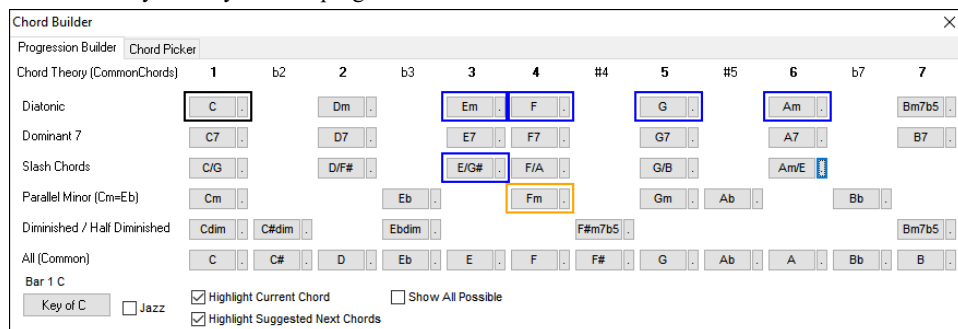 Chord Builder
Progression Builder Chord Picker
Chord Theory (CommonChords) 1 b2 2 b3 3 4 #4 5 #5 6 b7 7
Diatonic C . Dm . Em . F . G . Am . Bm7b5 .
Dominant 7 C7 . D7 . E7 . F7 . G7 . A7 . B7 .
Slash Chords C/G . D/F# . E/G# . F/A . G/B . Am/E .
Parallel Minor (Cm=Eb) Cm . Eb . Fm . Gm . Ab . Bb .
Diminished / Half Diminished Cdim . C#dim . Ebdim . F#m7b5 . Bm7b5 .
All (Common) C . C# . D . Eb . E . F . F# . G . Ab . A . Bb . B .
Bar 1 C
Key of C Jazz Highlight Current Chord Show All Possible
Highlight Suggested Next Chords